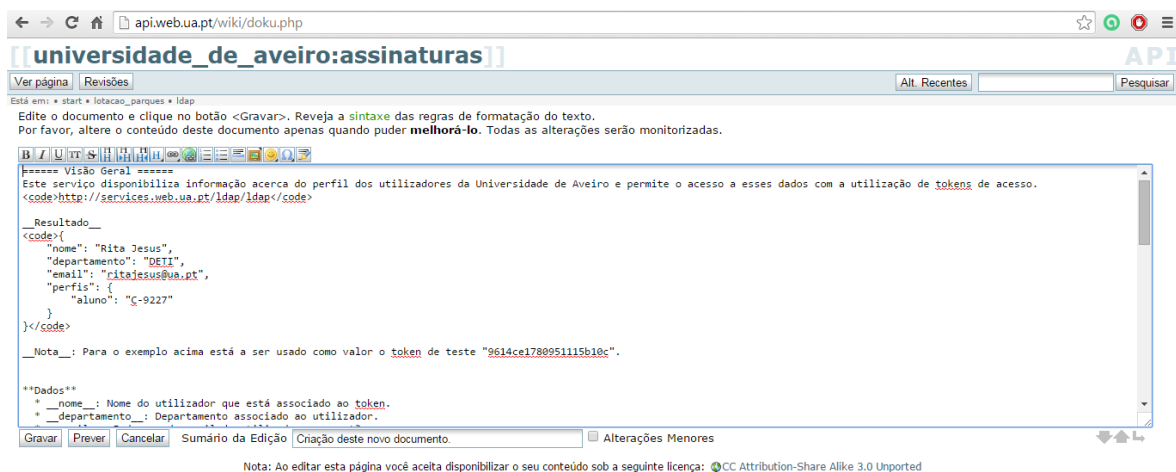 api.web.ua.pt/wiki/doku.php
[[universidade_de_aveiro:assinaturas]]
API
Ver página Revisões Alt. Recentes Pesquisar
Está em: • start • lotacao_parques • ldap
Edite o documento e clique no botão <Gravar>. Reveja a sintaxe das regras de formatação do texto.
Por favor, altere o conteúdo deste documento apenas quando puder melhorá-lo. Todas as alterações serão monitorizadas.
B I U TT S H H H H
====== Visão Geral ======
Este serviço disponibiliza informação acerca do perfil dos utilizadores da Universidade de Aveiro e permite o acesso a esses dados com a utilização de tokens de acesso.
<code>http://services.web.ua.pt/ldap/ldap</code>
__Resultado__
<code>{
"nome": "Rita Jesus",
"departamento": "DETI",
"email": "ritajesus@ua.pt",
"perfis": {
"aluno": "C-9227"
}
}</code>
__Nota__: Para o exemplo acima está a ser usado como valor o token de teste "9614ce1780951115b10c".
**Dados**
* __nome__: Nome do utilizador que está associado ao token.
* __departamento__: Departamento associado ao utilizador.
Gravar Prever Cancelar Sumário da Edição Criação deste novo documento. Alterações Menores
Nota: Ao editar esta página você aceita disponibilizar o seu conteúdo sob a seguinte licença: CC Attribution-Share Alike 3.0 Unported